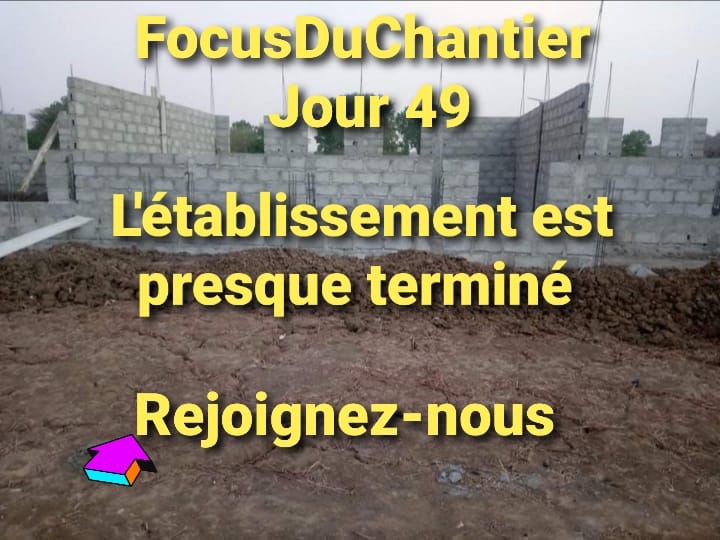 FocusDuChantier
Jour 49
L'établissement est
presque terminé
Rejoignez-nous